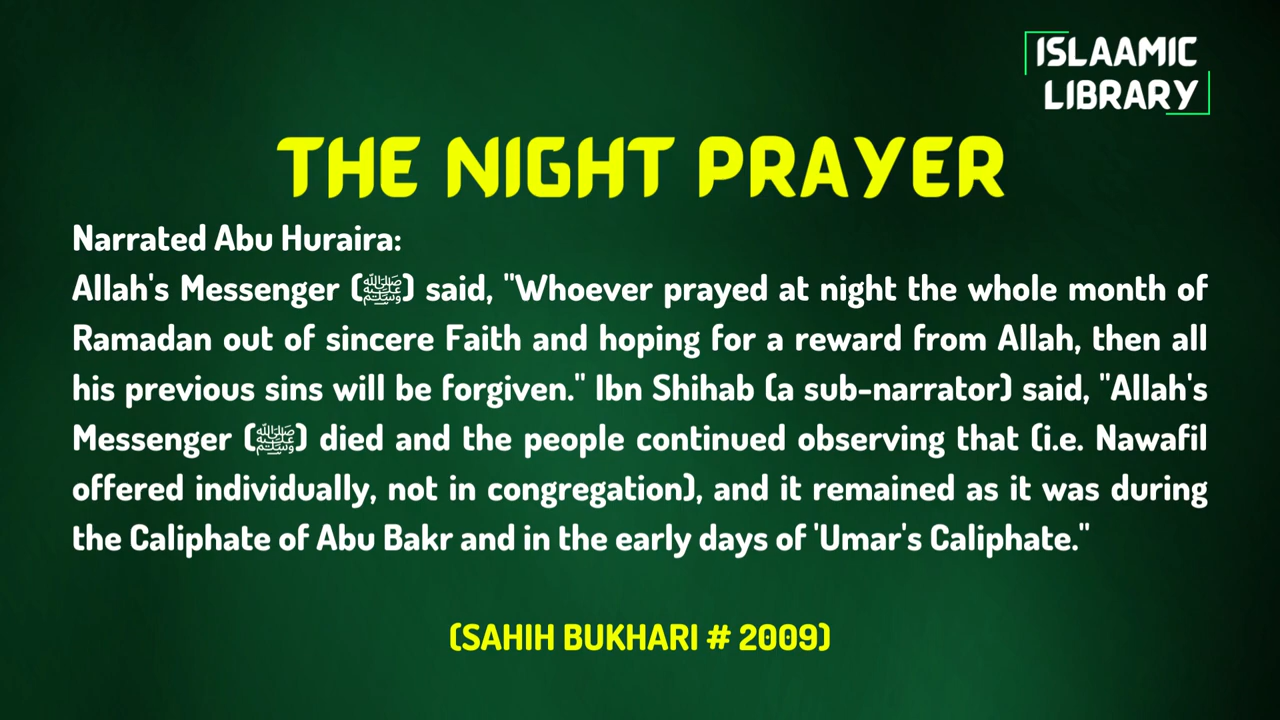 ISLAAMIC
LIBRARY
THE NIGHT PRAYER
Narrated Abu Huraira:
Allah's Messenger (ﷺ) said, "Whoever prayed at night the whole month of
Ramadan out of sincere Faith and hoping for a reward from Allah, then all
his previous sins will be forgiven." Ibn Shihab (a sub-narrator) said, "Allah's
Messenger (ﷺ) died and the people continued observing that (i.e. Nawafil
offered individually, not in congregation), and it remained as it was during
the Caliphate of Abu Bakr and in the early days of 'Umar's Caliphate."
(SAHIH BUKHARI # 2009)